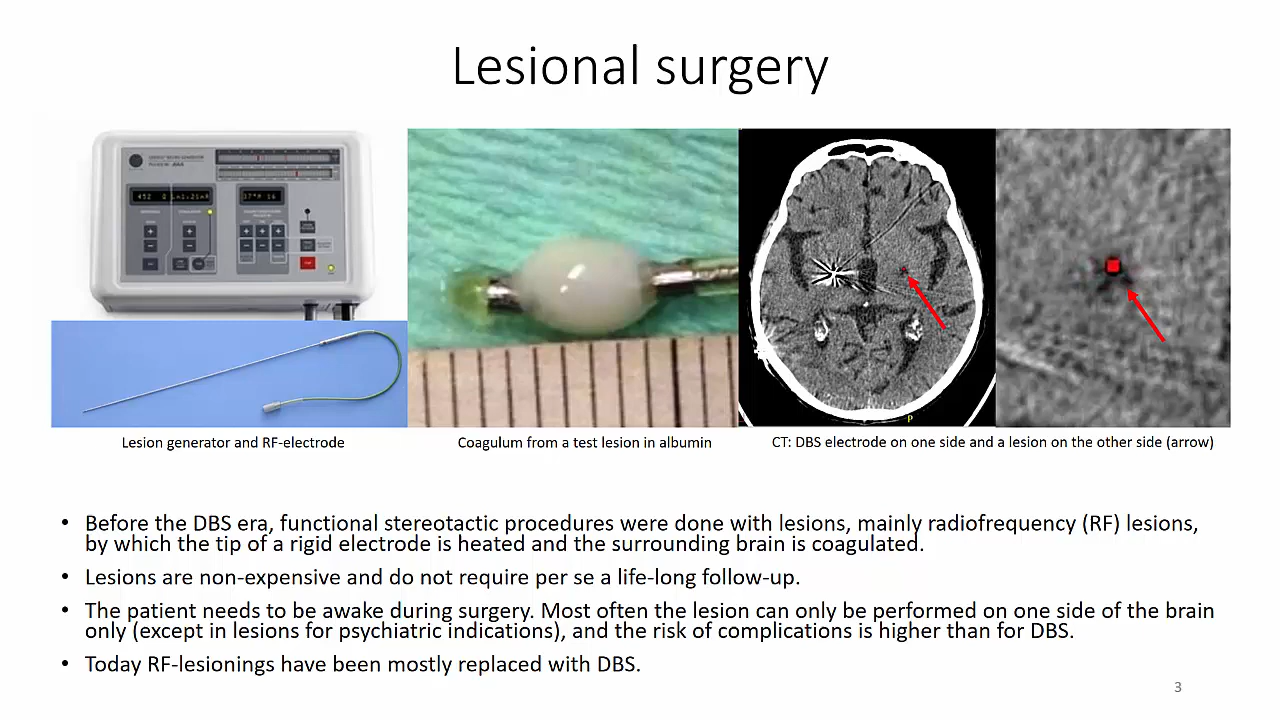 Lesional surgery
P
Lesion generator and RF-electrode
Coagulum from a test lesion in albumin
CT: DBS electrode on one side and a lesion on the other side (arrow)
• Before the DBS era, functional stereotactic procedures were done with lesions, mainly radiofrequency (RF) lesions,
by which the tip of a rigid electrode is heated and the surrounding brain is coagulated.
• Lesions are non-expensive and do not require per se a life-long follow-up.
• The patient needs to be awake during surgery. Most often the lesion can only be performed on one side of the brain
only (except in lesions for psychiatric indications), and the risk of complications is higher than for DBS.
• Today RF-lesionings have been mostly replaced with DBS.
3